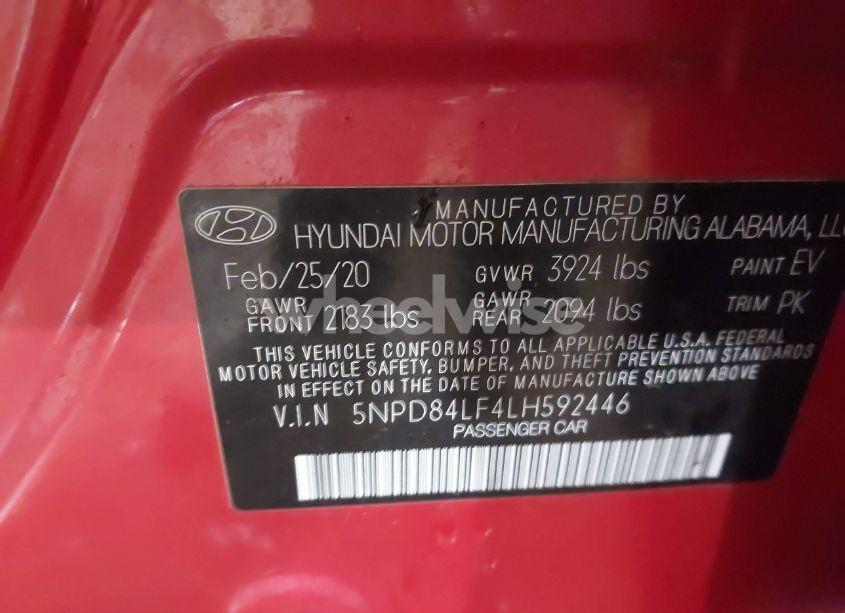 MANUFACTURED BY
HYUNDAI MOTOR MANUFACTURING ALABAMA, LLC
Feb/25/20 GVWR 3924 lbs PAINT EV
GAWR FRONT 2183 lbs GAWR REAR 2094 lbs TRIM PK
wheelwise
THIS VEHICLE CONFORMS TO ALL APPLICABLE U.S.A. FEDERAL
MOTOR VEHICLE SAFETY, BUMPER, AND THEFT PREVENTION STANDARDS
IN EFFECT ON THE DATE OF MANUFACTURE SHOWN ABOVE
V.I.N 5NPD84LF4LH592446
PASSENGER CAR